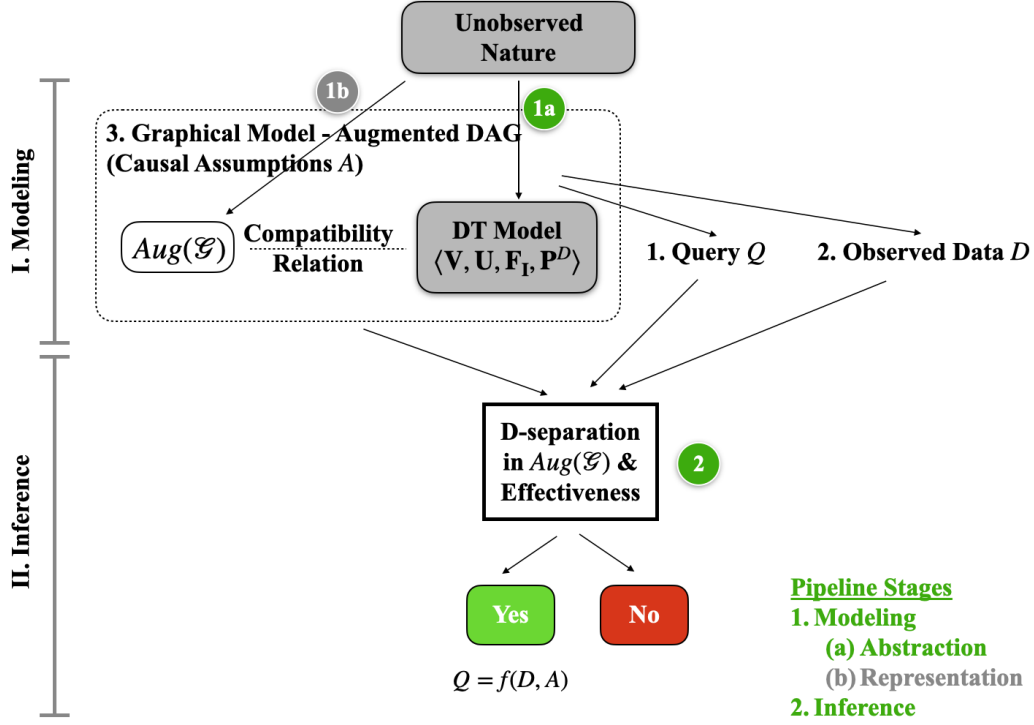 Unobserved
Nature
1b
1a
3. Graphical Model - Augmented DAG
(Causal Assumptions A)
I. Modeling
Aug(𝒢)
Compatibility
Relation
DT Model
⟨V, U, F_I, P^D⟩
1. Query Q
2. Observed Data D
D-separation
in Aug(𝒢) &
Effectiveness
2
II. Inference
Yes
No
Q = f(D, A)
Pipeline Stages
1. Modeling
(a) Abstraction
(b) Representation
2. Inference